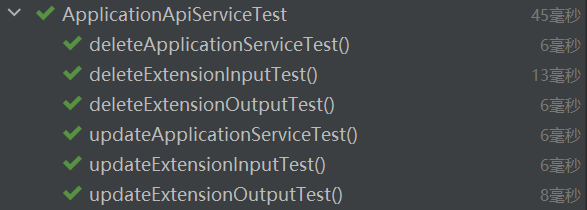 ApplicationApiServiceTest 45毫秒
deleteApplicationServiceTest() 6毫秒
deleteExtensionInputTest() 13毫秒
deleteExtensionOutputTest() 6毫秒
updateApplicationServiceTest() 6毫秒
updateExtensionInputTest() 6毫秒
updateExtensionOutputTest() 8毫秒